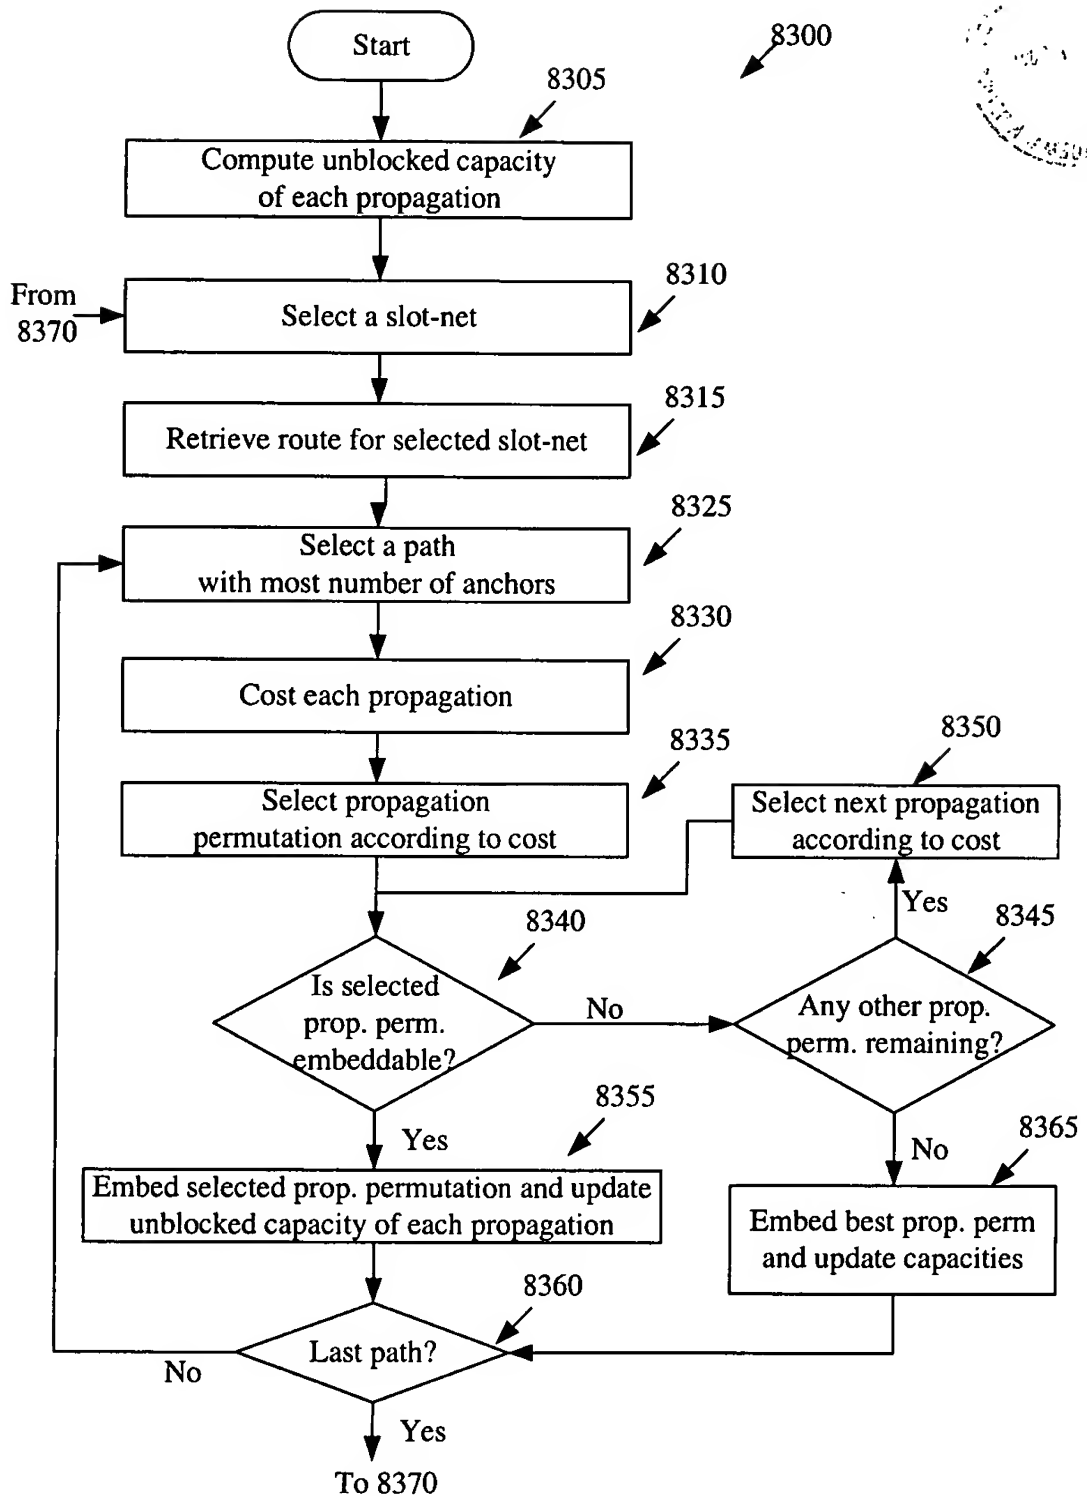 Start
8300
8305
Compute unblocked capacity
of each propagation
From
8370
8310
Select a slot-net
8315
Retrieve route for selected slot-net
8325
Select a path
with most number of anchors
8330
Cost each propagation
8335
Select propagation
permutation according to cost
8350
Select next propagation
according to cost
Yes
8340
8345
Is selected
prop. perm.
embeddable?
No
Any other prop.
perm. remaining?
Yes
8355
No
8365
Embed selected prop. permutation and update
unblocked capacity of each propagation
Embed best prop. perm
and update capacities
8360
Last path?
No
Yes
To 8370